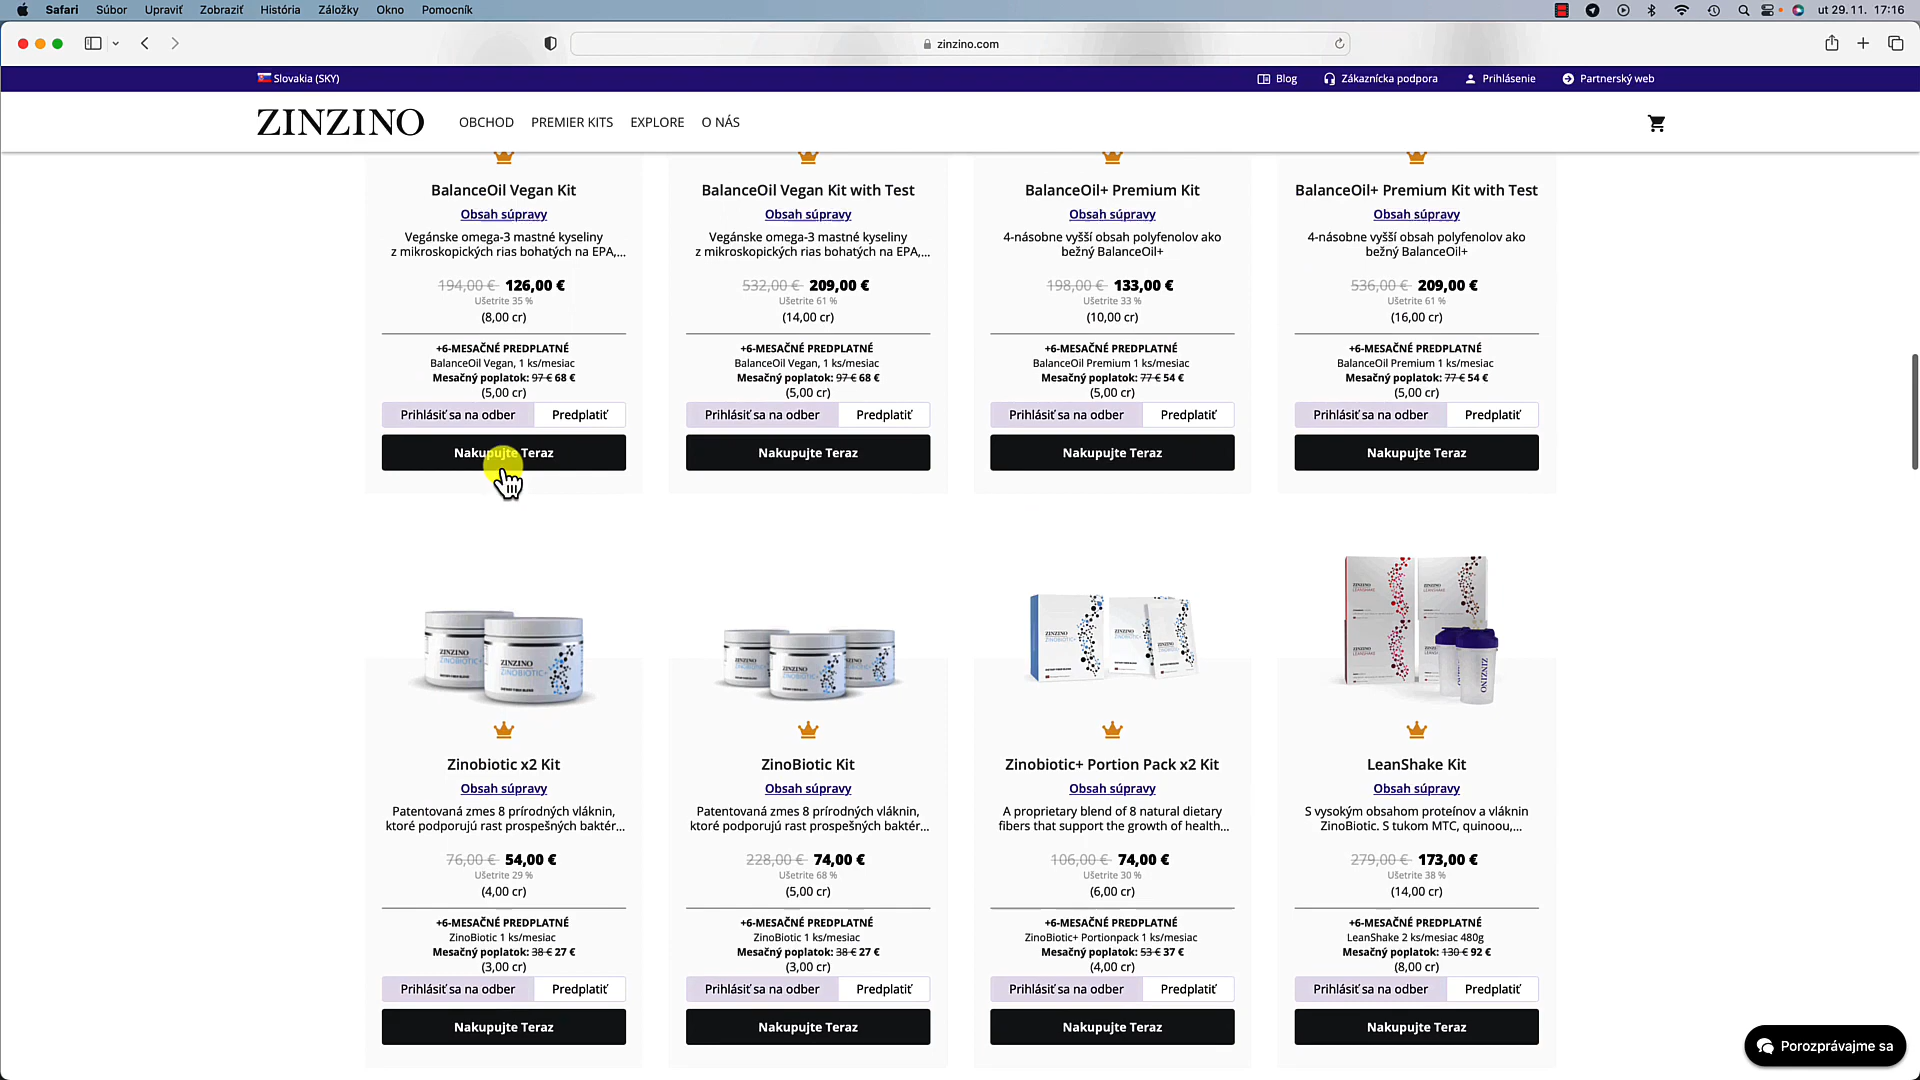 Safari Súbor Upraviť Zobraziť História Záložky Okno Pomocník ut 29. 11. 17:16
zinzino.com
Slovakia (SKY) Blog Zákaznícka podpora Prihlásenie Partnerský web
ZINZINO OBCHOD PREMIER KITS EXPLORE O NÁS
BalanceOil Vegan Kit
Obsah súpravy
Vegánske omega-3 mastné kyseliny
z mikroskopických rias bohatých na EPA,...
194,00 € 126,00 €
Ušetrite 35 %
(8,00 cr)
+6-MESAČNÉ PREDPLATNÉ
BalanceOil Vegan, 1 ks/mesiac
Mesačný poplatok: 97 € 68 €
(5,00 cr)
Prihlásiť sa na odber Predplatiť
Nakupujte Teraz
BalanceOil Vegan Kit with Test
Obsah súpravy
Vegánske omega-3 mastné kyseliny
z mikroskopických rias bohatých na EPA,...
532,00 € 209,00 €
Ušetrite 61 %
(14,00 cr)
+6-MESAČNÉ PREDPLATNÉ
BalanceOil Vegan, 1 ks/mesiac
Mesačný poplatok: 97 € 68 €
(5,00 cr)
Prihlásiť sa na odber Predplatiť
Nakupujte Teraz
BalanceOil+ Premium Kit
Obsah súpravy
4-násobne vyšší obsah polyfenolov ako
bežný BalanceOil+
198,00 € 133,00 €
Ušetrite 33 %
(10,00 cr)
+6-MESAČNÉ PREDPLATNÉ
BalanceOil Premium 1 ks/mesiac
Mesačný poplatok: 77 € 54 €
(5,00 cr)
Prihlásiť sa na odber Predplatiť
Nakupujte Teraz
BalanceOil+ Premium Kit with Test
Obsah súpravy
4-násobne vyšší obsah polyfenolov ako
bežný BalanceOil+
536,00 € 209,00 €
Ušetrite 61 %
(16,00 cr)
+6-MESAČNÉ PREDPLATNÉ
BalanceOil Premium 1 ks/mesiac
Mesačný poplatok: 77 € 54 €
(5,00 cr)
Prihlásiť sa na odber Predplatiť
Nakupujte Teraz
ZINZINO
ZINOBIOTIC+
Zinobiotic x2 Kit
Obsah súpravy
Patentovaná zmes 8 prírodných vláknin,
ktoré podporujú rast prospešných baktér...
76,00 € 54,00 €
Ušetrite 29 %
(4,00 cr)
+6-MESAČNÉ PREDPLATNÉ
ZinoBiotic 1 ks/mesiac
Mesačný poplatok: 38 € 27 €
(3,00 cr)
Prihlásiť sa na odber Predplatiť
Nakupujte Teraz
ZINZINO
ZINOBIOTIC+
ZinoBiotic Kit
Obsah súpravy
Patentovaná zmes 8 prírodných vláknin,
ktoré podporujú rast prospešných baktér...
228,00 € 74,00 €
Ušetrite 68 %
(5,00 cr)
+6-MESAČNÉ PREDPLATNÉ
ZinoBiotic 1 ks/mesiac
Mesačný poplatok: 38 € 27 €
(3,00 cr)
Prihlásiť sa na odber Predplatiť
Nakupujte Teraz
ZINZINO
ZINOBIOTIC+
Zinobiotic+ Portion Pack x2 Kit
Obsah súpravy
A proprietary blend of 8 natural dietary
fibers that support the growth of health...
106,00 € 74,00 €
Ušetrite 30 %
(6,00 cr)
+6-MESAČNÉ PREDPLATNÉ
ZinoBiotic+ Portionpack 1 ks/mesiac
Mesačný poplatok: 53 € 37 €
(4,00 cr)
Prihlásiť sa na odber Predplatiť
Nakupujte Teraz
ZINZINO
LEANSHAKE
ZINZINO
LeanShake Kit
Obsah súpravy
S vysokým obsahom proteínov a vláknin
ZinoBiotic. S tukom MTC, quinoou,...
279,00 € 173,00 €
Ušetrite 38 %
(14,00 cr)
+6-MESAČNÉ PREDPLATNÉ
LeanShake 2 ks/mesiac 480g
Mesačný poplatok: 130 € 92 €
(8,00 cr)
Prihlásiť sa na odber Predplatiť
Nakupujte Teraz
Porozprávajme sa